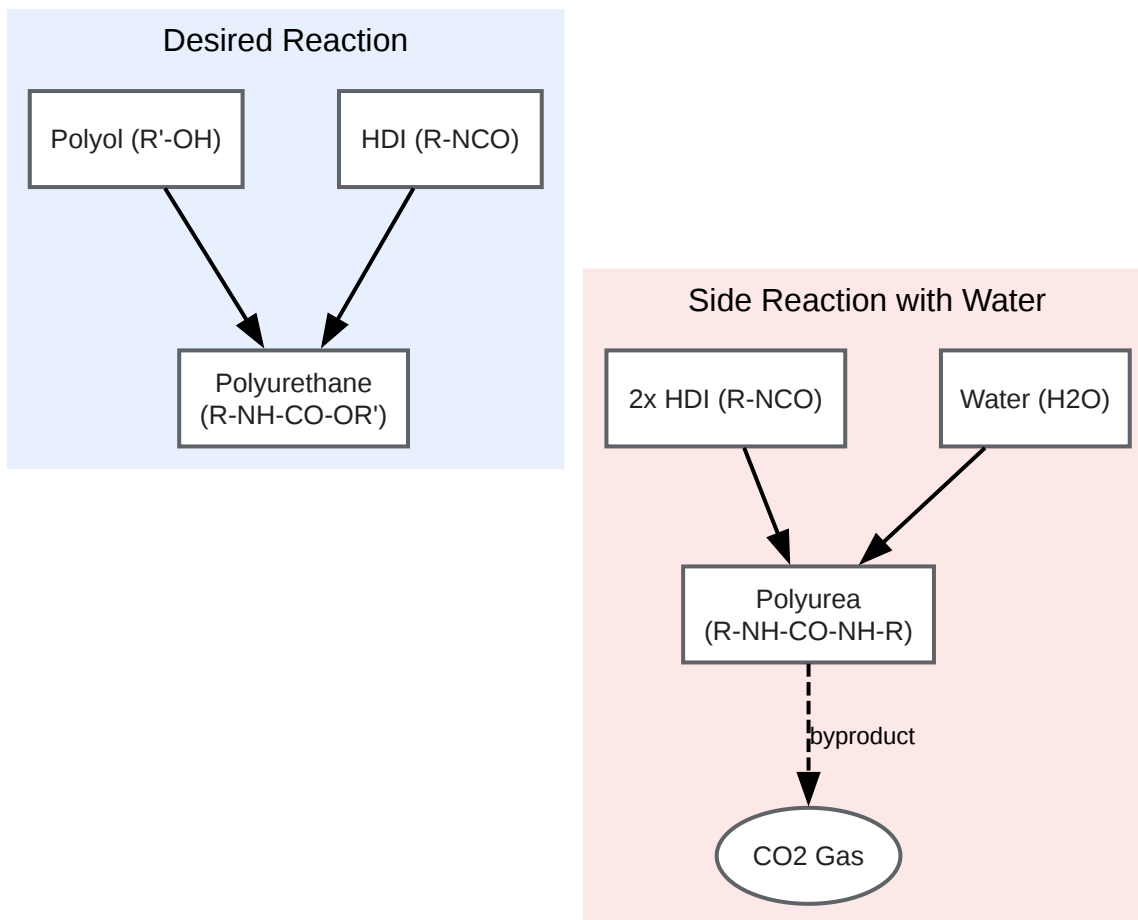 Desired Reaction
Polyol (R'-OH)
HDI (R-NCO)
Polyurethane
(R-NH-CO-OR')
Side Reaction with Water
2x HDI (R-NCO)
Water (H2O)
Polyurea
(R-NH-CO-NH-R)
byproduct
CO2 Gas